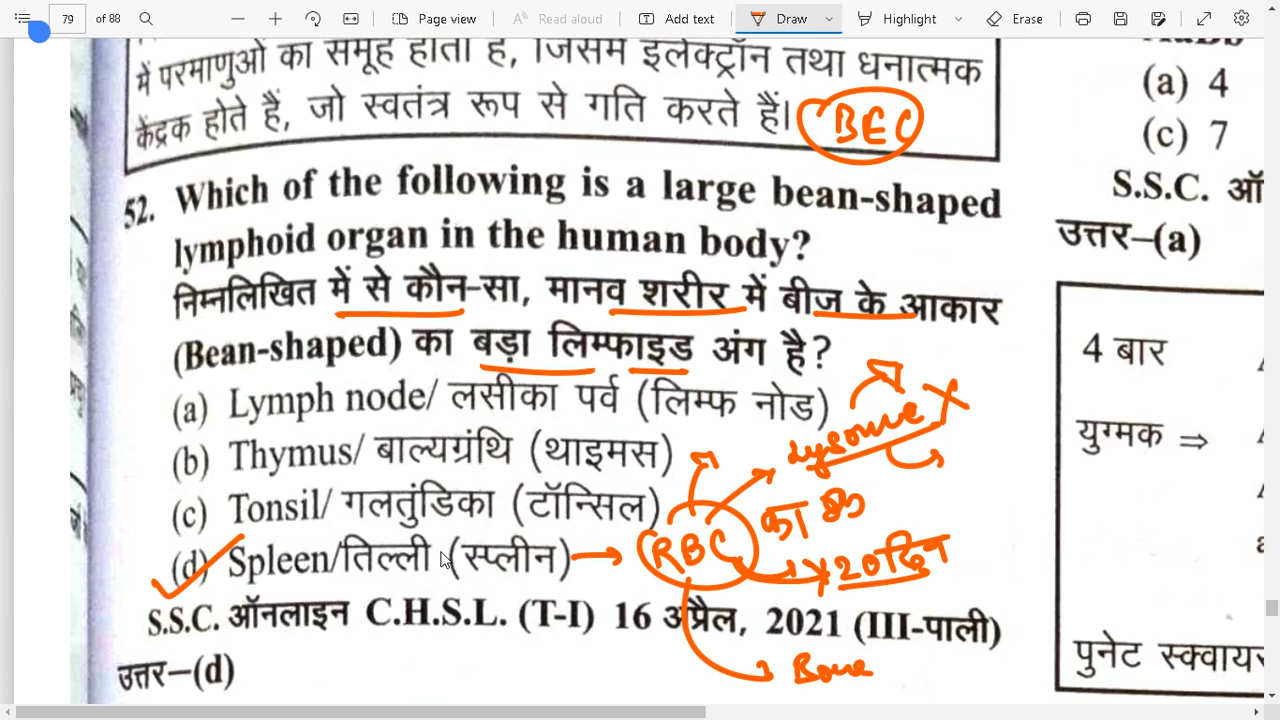 79 of 88 Page view Read aloud Add text Draw Highlight Erase
में परमाणुओं का समूह होता है, जिसमें इलेक्ट्रॉन तथा धनात्मक
केंद्रक होते हैं, जो स्वतंत्र रूप से गति करते हैं।
BEC
52. Which of the following is a large bean-shaped
lymphoid organ in the human body?
निम्नलिखित में से कौन-सा, मानव शरीर में बीज के आकार
(Bean-shaped) का बड़ा लिम्फाइड अंग है?
(a) Lymph node/ लसीका पर्व (लिम्फ नोड)
(b) Thymus/ बाल्यग्रंथि (थाइमस)
(c) Tonsil/ गलतुंडिका (टॉन्सिल)
(d) Spleen/तिल्ली (स्प्लीन)
RBC
का
Bone
S.S.C. ऑनलाइन C.H.S.L. (T-I) 16 अप्रैल, 2021 (III-पाली)
उत्तर–(d)
(a) 4
(c) 7
S.S.C.
उत्तर–(a)
4 बार
युग्मक ⇒
पुनेट